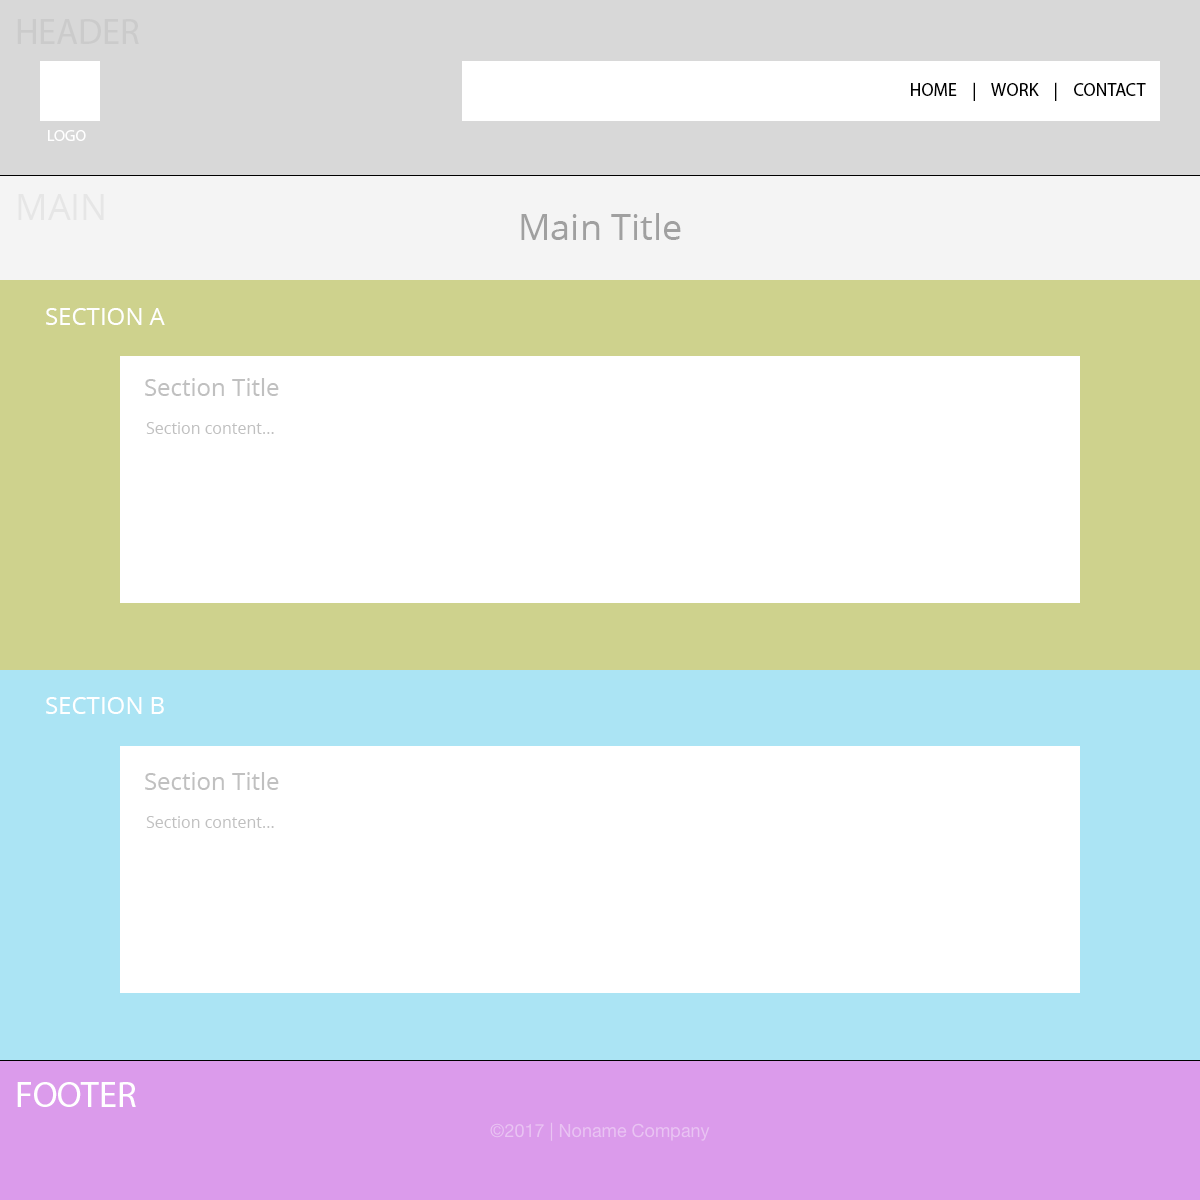 HEADER
LOGO
HOME | WORK | CONTACT
MAIN
Main Title
SECTION A
Section Title
Section content...
SECTION B
Section Title
Section content...
FOOTER
©2017 | Noname Company